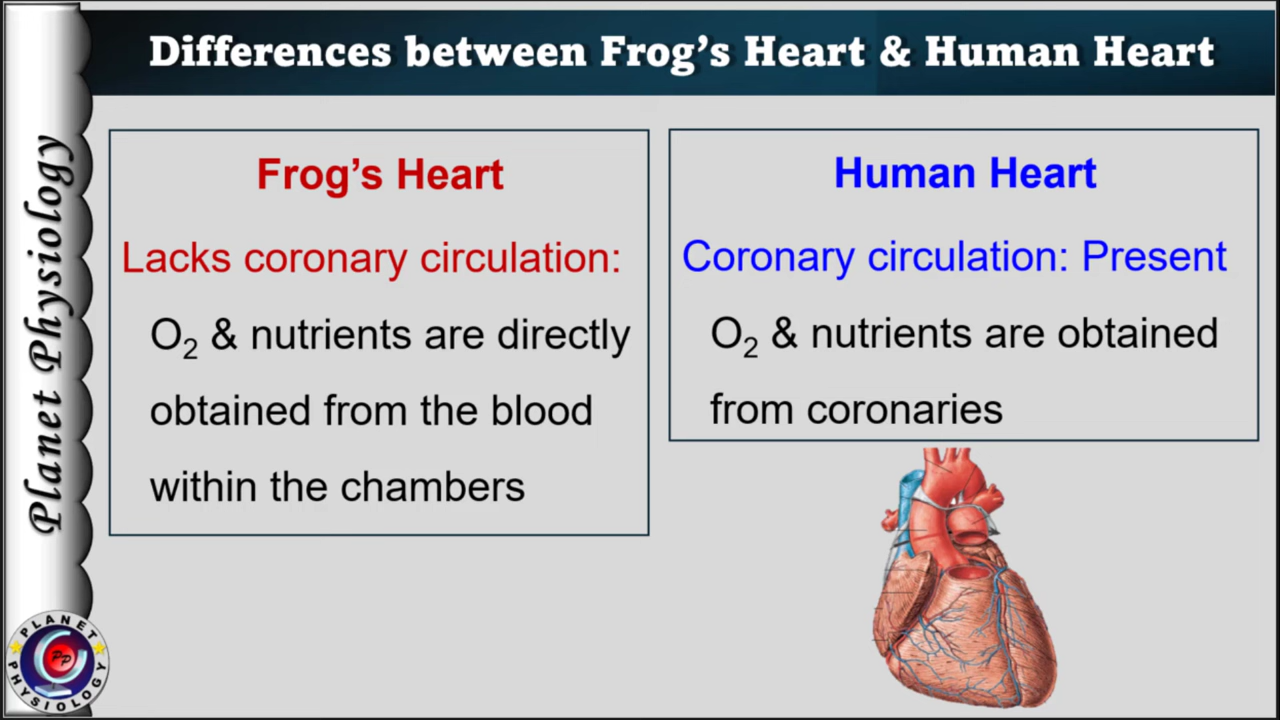 Differences between Frog's Heart & Human Heart
Planet Physiology
Frog's Heart
Lacks coronary circulation:
O₂ & nutrients are directly
obtained from the blood
within the chambers
Human Heart
Coronary circulation: Present
O₂ & nutrients are obtained
from coronaries
PLANET
PHYSIOLOGY
PP